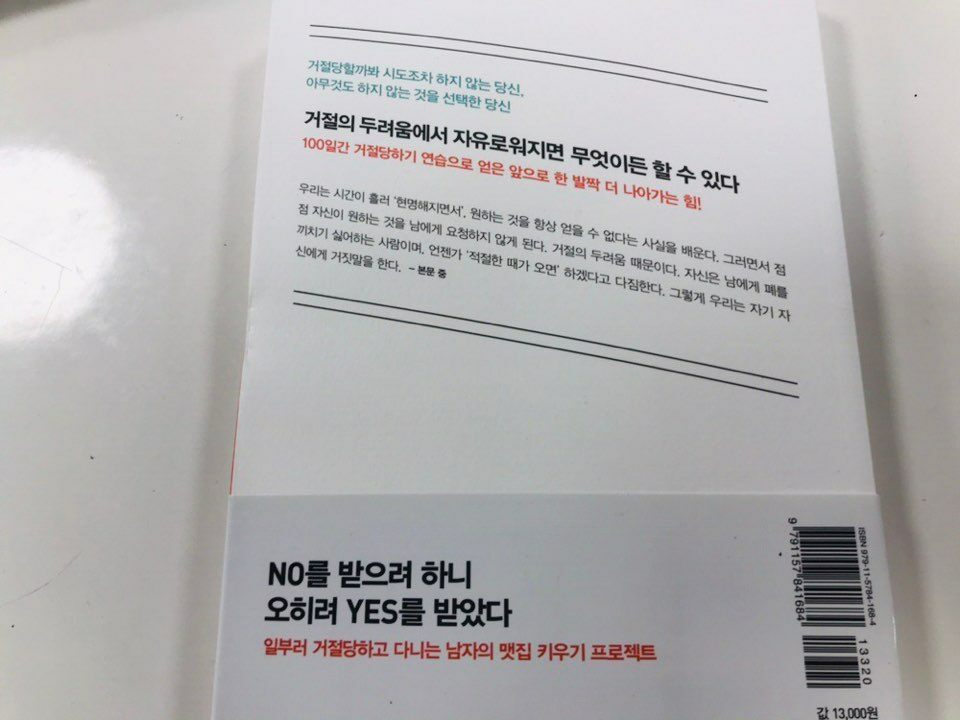 거절당할까봐 시도조차 하지 않는 당신,
아무것도 하지 않는 것을 선택한 당신
거절의 두려움에서 자유로워지면 무엇이든 할 수 있다
100일간 거절당하기 연습으로 얻은 앞으로 한 발짝 더 나아가는 힘!
우리는 시간이 흘러 ‘현명해지면서’, 원하는 것을 항상 얻을 수 없다는 사실을 배운다. 그러면서 점
점 자신이 원하는 것을 남에게 요청하지 않게 된다. 거절의 두려움 때문이다. 자신은 남에게 폐를
끼치기 싫어하는 사람이며, 언젠가 ‘적절한 때가 오면’ 하겠다고 다짐한다. 그렇게 우리는 자기 자
신에게 거짓말을 한다. – 본문 중
NO를 받으려 하니
오히려 YES를 받았다
일부러 거절당하고 다니는 남자의 맷집 키우기 프로젝트
ISBN 979-11-5784-168-4
9 791157 841684
13320
값 13,000원